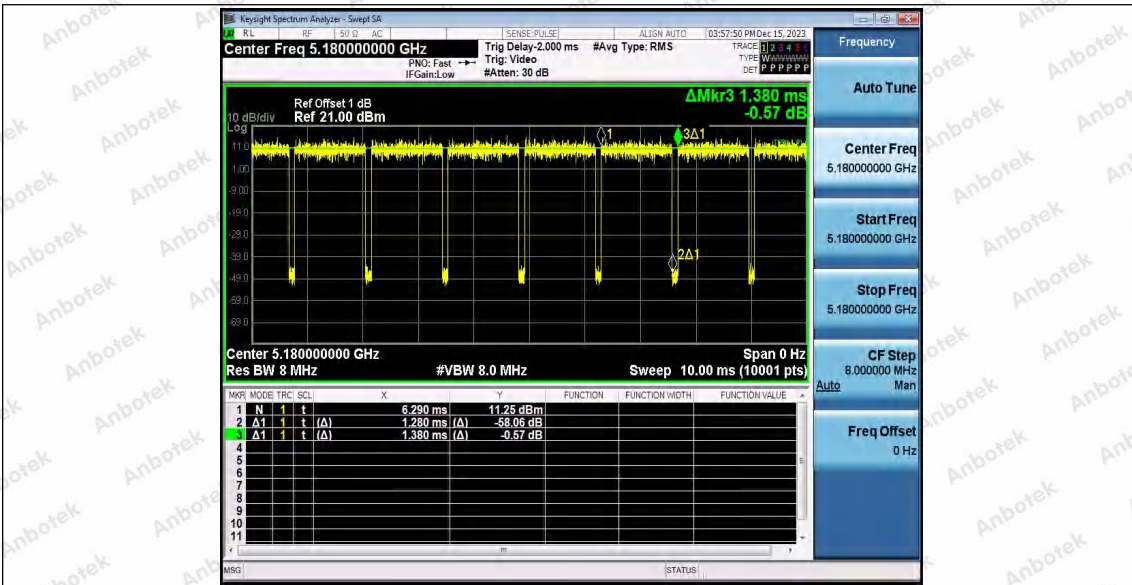 Keysight Spectrum Analyzer - Swept SA
RL RF 50 Ω AC SENSE:PULSE ALIGN AUTO 03:57:50 PM Dec 15, 2023
Center Freq 5.180000000 GHz Trig Delay-2.000 ms #Avg Type: RMS TRACE 1 2 3 4 5 6
PNO: Fast Trig: Video TYPE WWWWWW
IFGain:Low #Atten: 30 dB DET P P P P P P
Frequency
Auto Tune
Center Freq
5.180000000 GHz
Start Freq
5.180000000 GHz
Stop Freq
5.180000000 GHz
CF Step
8.000000 MHz
Auto Man
Freq Offset
0 Hz
ΔMkr3 1.380 ms
-0.57 dB
Ref Offset 1 dB
10 dB/div Ref 21.00 dBm
Log
1 3Δ1
11.0
1.00
-9.00
-19.0
-29.0
-39.0
2Δ1
-49.0
-59.0
-69.0
Center 5.180000000 GHz Span 0 Hz
Res BW 8 MHz #VBW 8.0 MHz Sweep 10.00 ms (10001 pts)
MKR MODE TRC SCL X Y FUNCTION FUNCTION WIDTH FUNCTION VALUE
1 N 1 t 6.290 ms 11.25 dBm
2 Δ1 1 t (Δ) 1.280 ms (Δ) -58.06 dB
3 Δ1 1 t (Δ) 1.380 ms (Δ) -0.57 dB
4
5
6
7
8
9
10
11
MSG STATUS
Anbotek